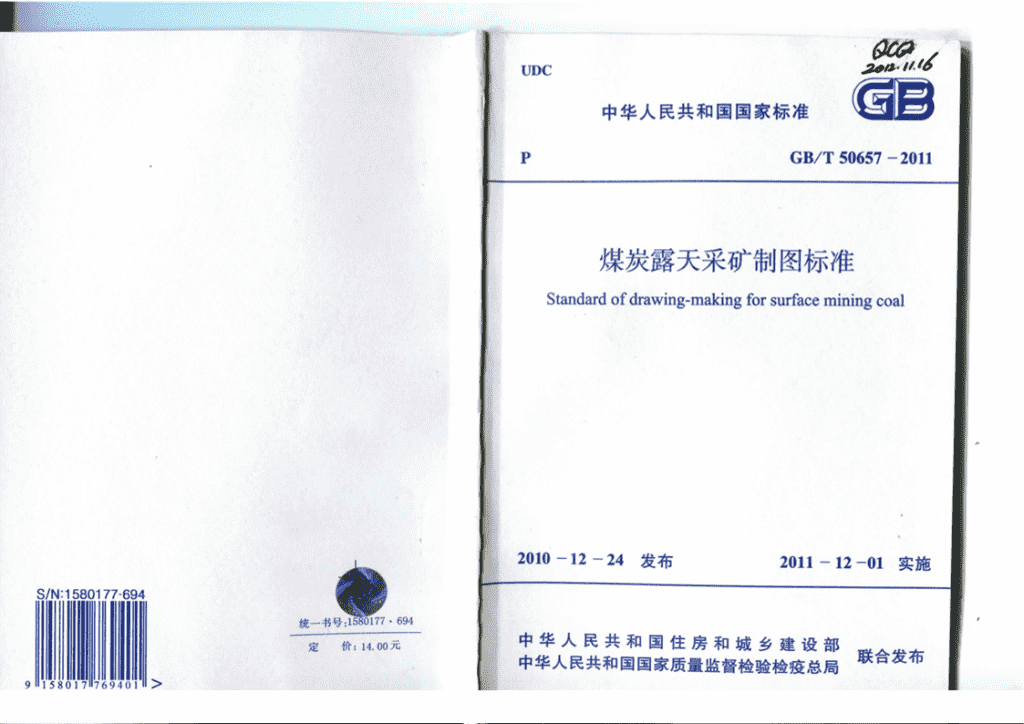 S/N:1580177·694
9 158017 769401 >
统一书号:1580177·694
定 价: 14.00元
2012.11.16
UDC
GB
中华人民共和国国家标准
P
GB/T 50657-2011
煤炭露天采矿制图标准
Standard of drawing-making for surface mining coal
2010-12-24 发布
2011-12-01 实施
中华人民共和国住房和城乡建设部
中华人民共和国国家质量监督检验检疫总局
联合发布